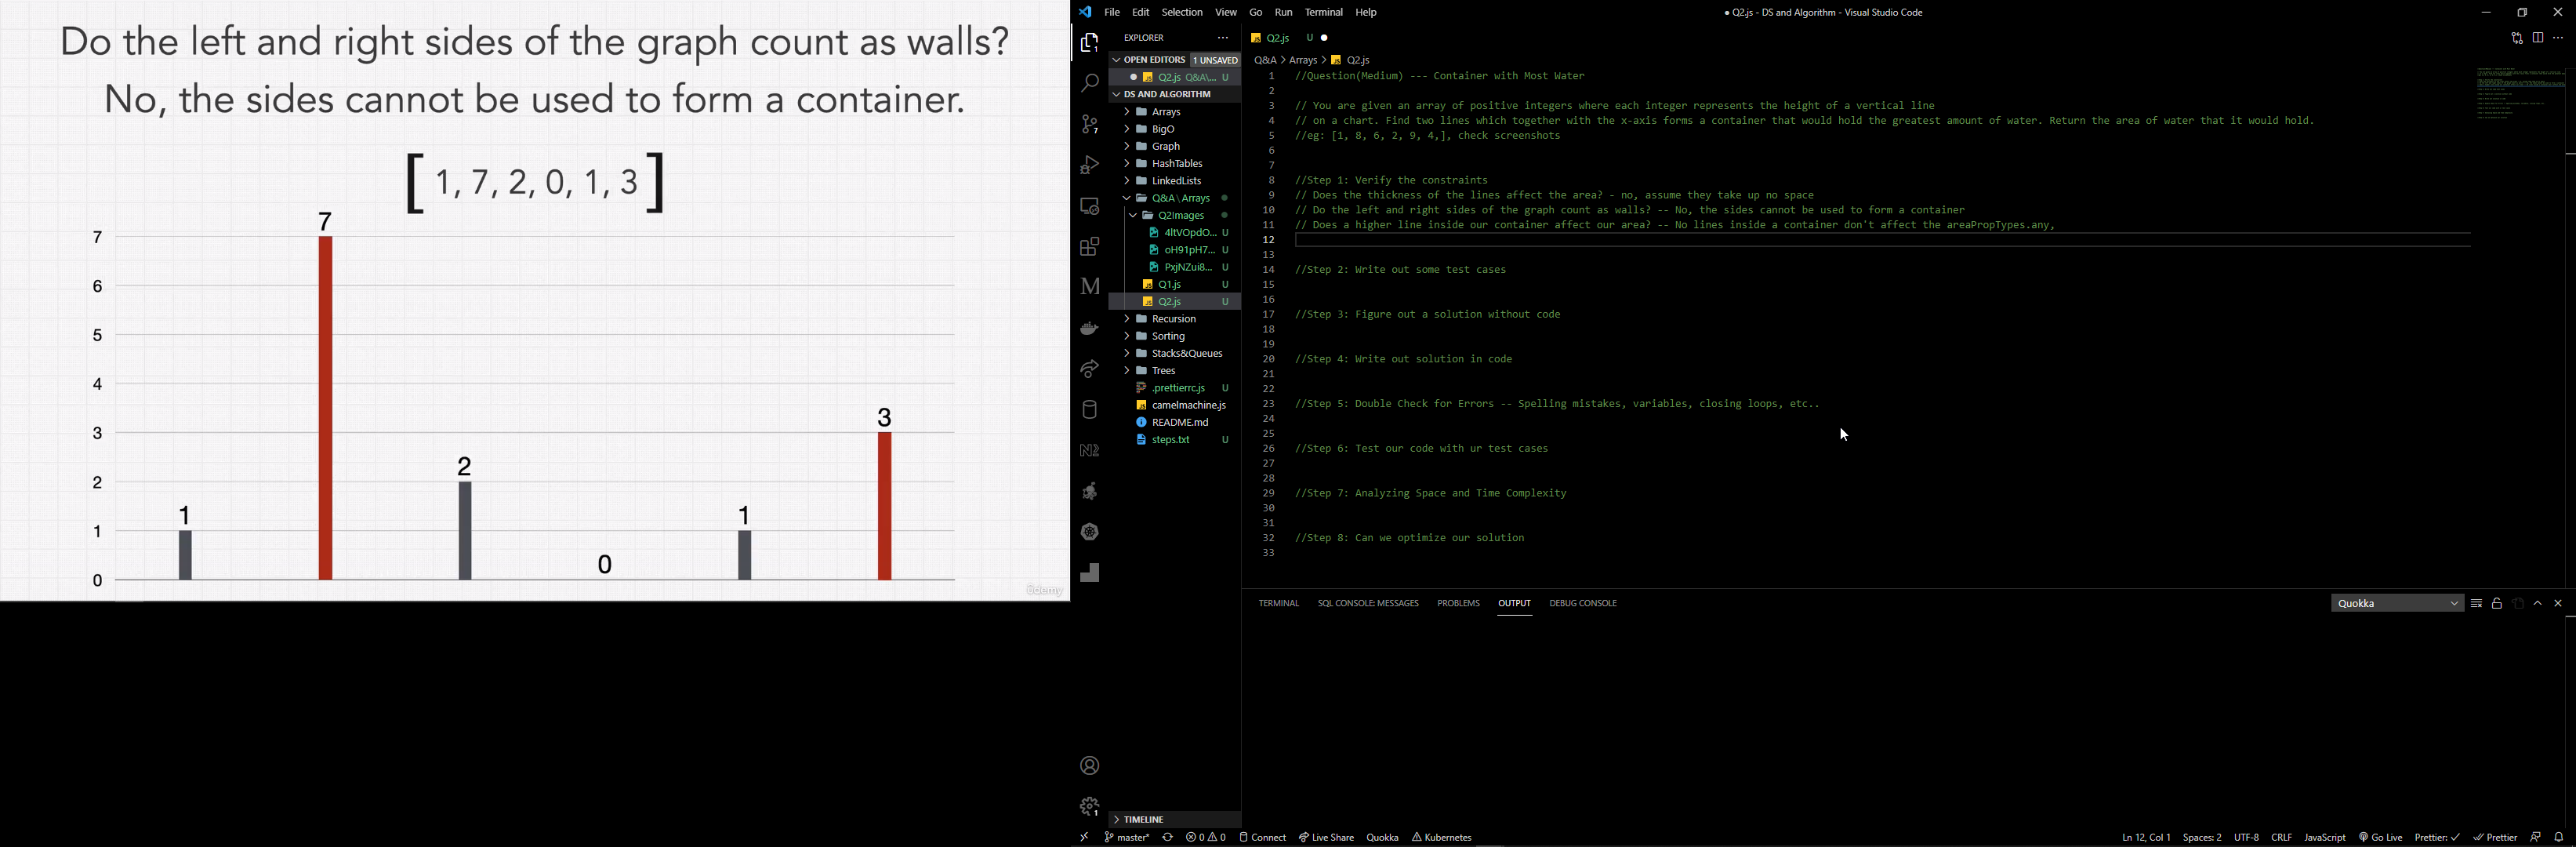 Do the left and right sides of the graph count as walls?
No, the sides cannot be used to form a container.
[ 1, 7, 2, 0, 1, 3 ]
7
7
6
5
4
3
3
2
2
1
1
1
0
0
Udemy
File Edit Selection View Go Run Terminal Help
● Q2.js - DS and Algorithm - Visual Studio Code
EXPLORER ···
OPEN EDITORS 1 UNSAVED
Q2.js Q&A\... U
DS AND ALGORITHM
Arrays
BigO
Graph
HashTables
LinkedLists
Q&A \ Arrays
Q2Images
4ltVOpdO... U
oH91pH7... U
PxjNZui8... U
Q1.js U
Q2.js U
Recursion
Sorting
Stacks&Queues
Trees
.prettierrc.js U
camelmachine.js
README.md
steps.txt U
TIMELINE
Q2.js U ●
Q&A > Arrays > Q2.js
1 //Question(Medium) --- Container with Most Water
2
3 // You are given an array of positive integers where each integer represents the height of a vertical line
4 // on a chart. Find two lines which together with the x-axis forms a container that would hold the greatest amount of water. Return the area of water that it would hold.
5 //eg: [1, 8, 6, 2, 9, 4,], check screenshots
6
7
8 //Step 1: Verify the constraints
9 // Does the thickness of the lines affect the area? - no, assume they take up no space
10 // Do the left and right sides of the graph count as walls? -- No, the sides cannot be used to form a container
11 // Does a higher line inside our container affect our area? -- No lines inside a container don't affect the areaPropTypes.any,
12
13
14 //Step 2: Write out some test cases
15
16
17 //Step 3: Figure out a solution without code
18
19
20 //Step 4: Write out solution in code
21
22
23 //Step 5: Double Check for Errors -- Spelling mistakes, variables, closing loops, etc..
24
25
26 //Step 6: Test our code with ur test cases
27
28
29 //Step 7: Analyzing Space and Time Complexity
30
31
32 //Step 8: Can we optimize our solution
33
TERMINAL SQL CONSOLE: MESSAGES PROBLEMS OUTPUT DEBUG CONSOLE
Quokka
master* 0 0 Connect Live Share Quokka Kubernetes
Ln 12, Col 1 Spaces: 2 UTF-8 CRLF JavaScript Go Live Prettier: ✓ Prettier